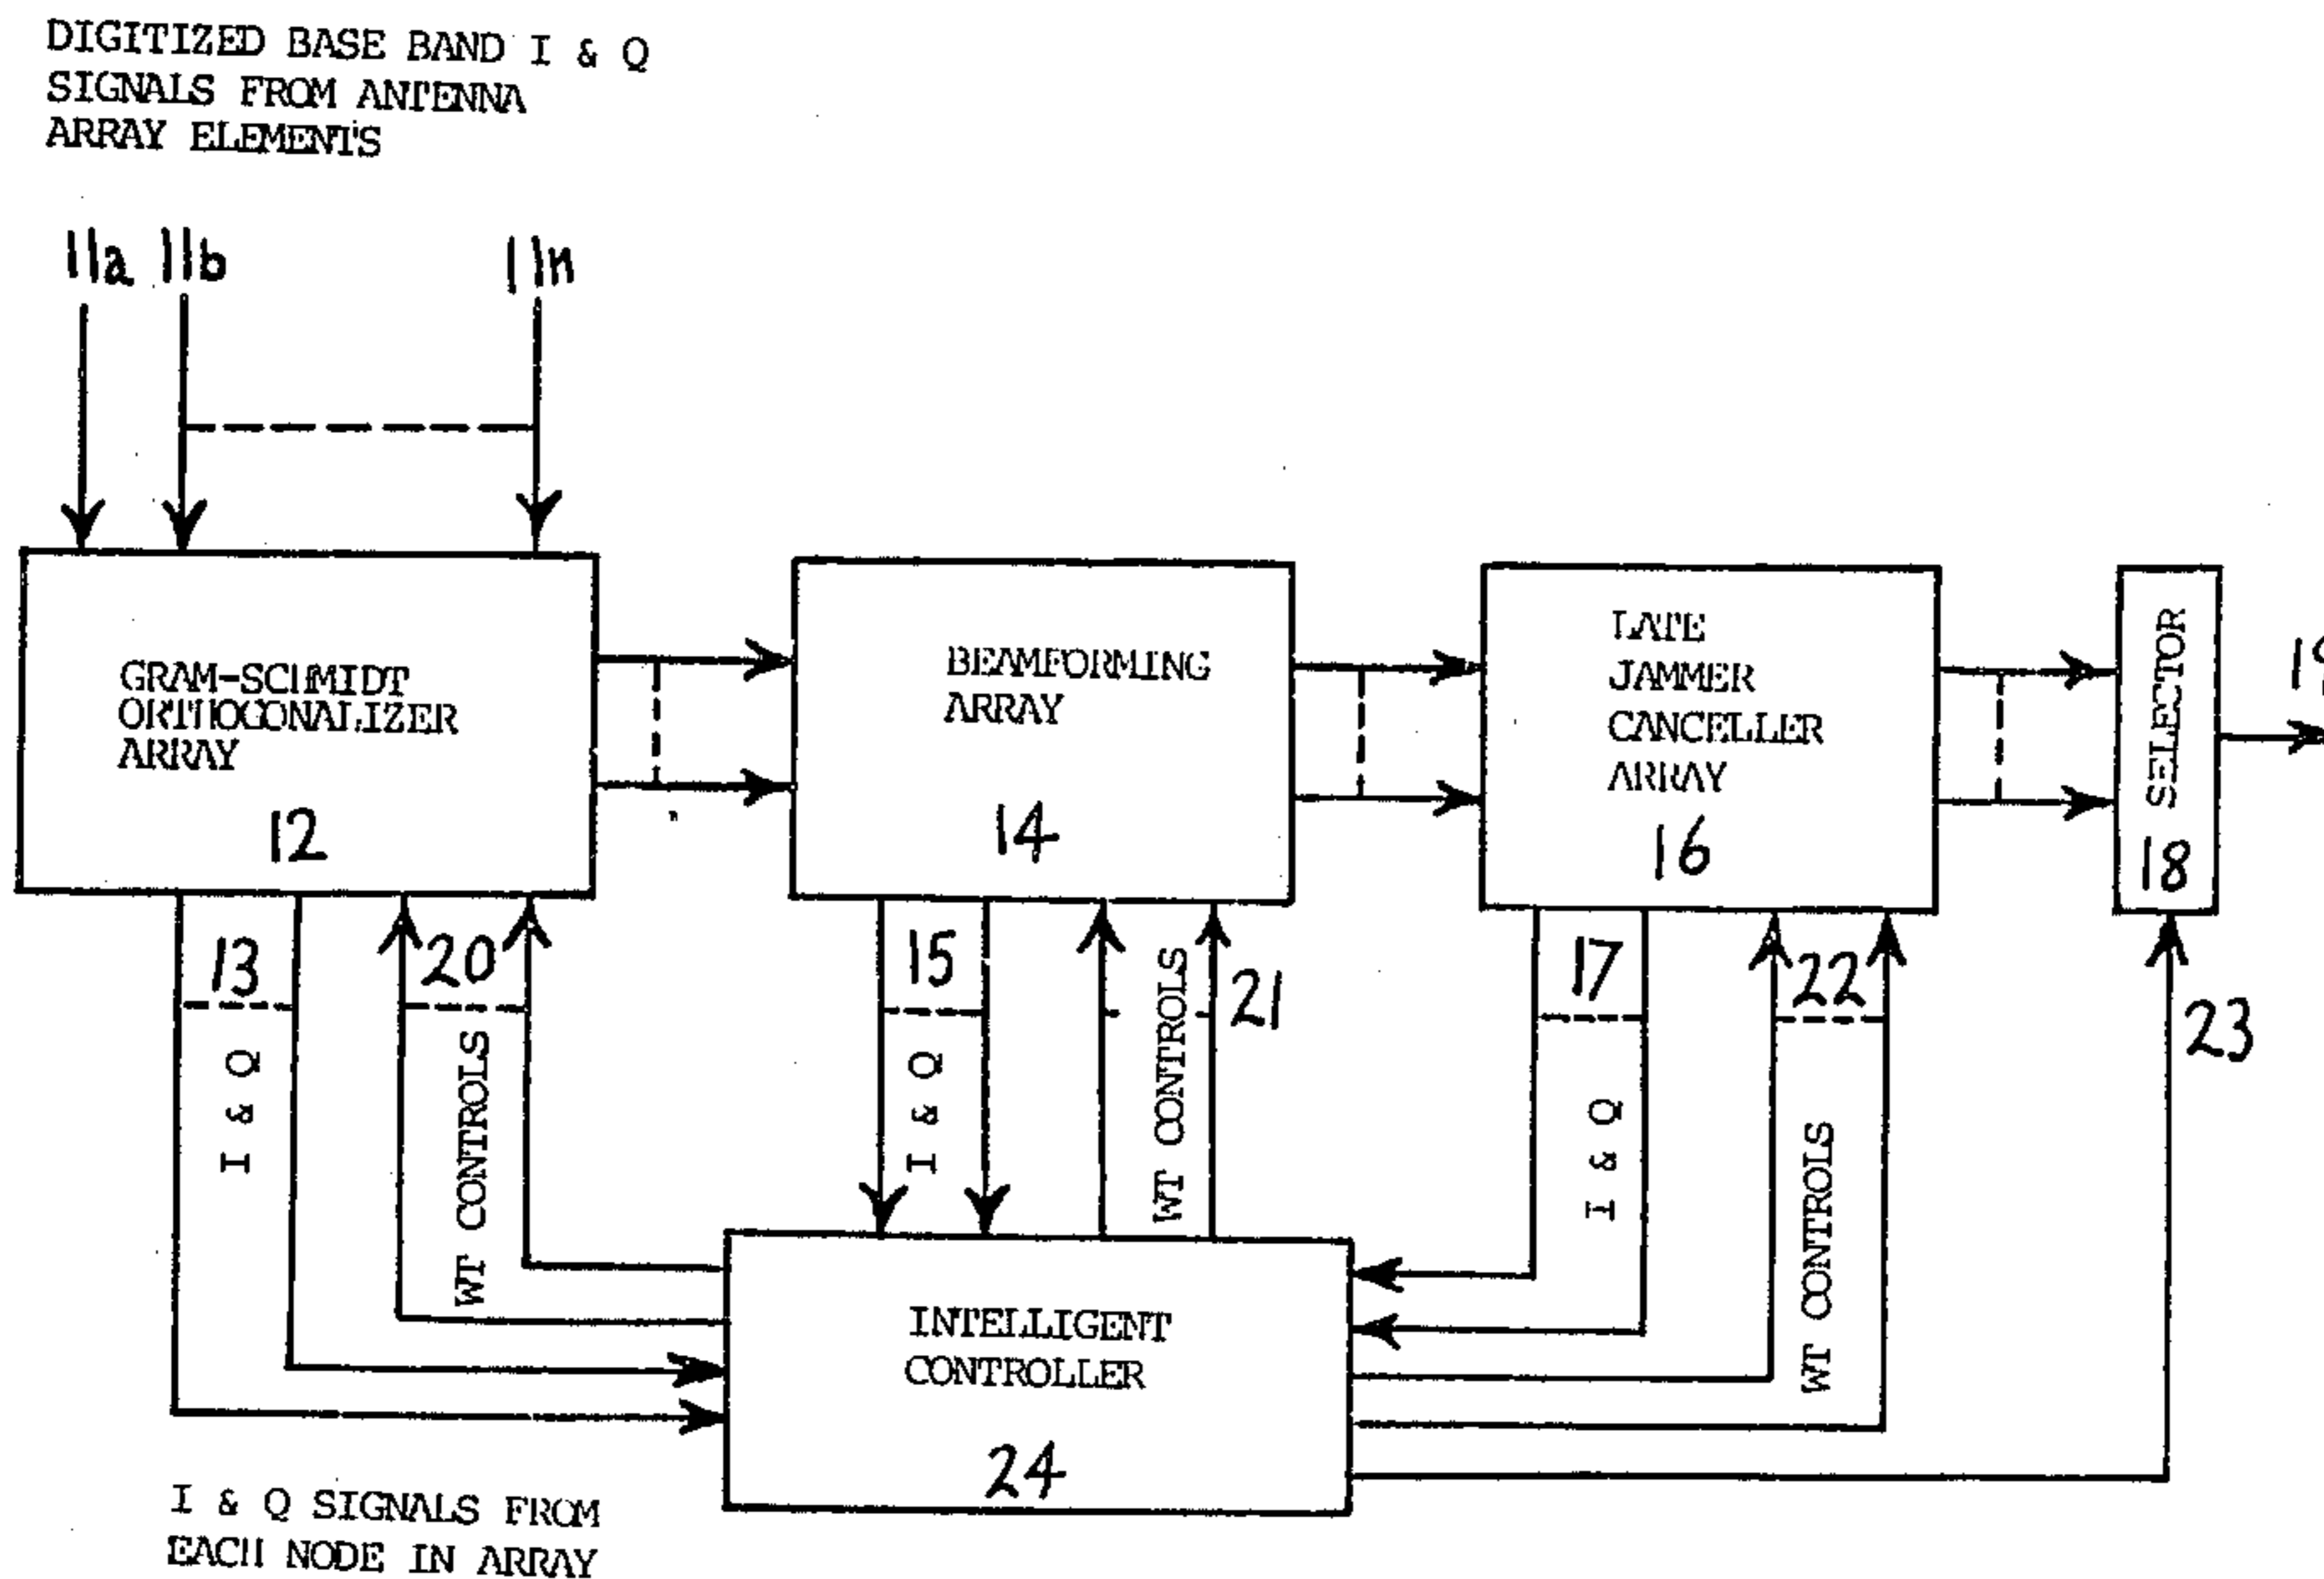 DIGITIZED BASE BAND I & Q
SIGNALS FROM ANTENNA
ARRAY ELEMENTS
11a 11b 11n
GRAM-SCHMIDT
ORTHOGONALIZER
ARRAY
12
BEAMFORMING
ARRAY
14
LATE
JAMMER
CANCELLER
ARRAY
16
SELECTOR
18
19
13
I & Q
20
WT CONTROLS
15
I & Q
WT CONTROLS
21
17
I & Q
22
WT CONTROLS
23
INTELLIGENT
CONTROLLER
24
I & Q SIGNALS FROM
EACH NODE IN ARRAY